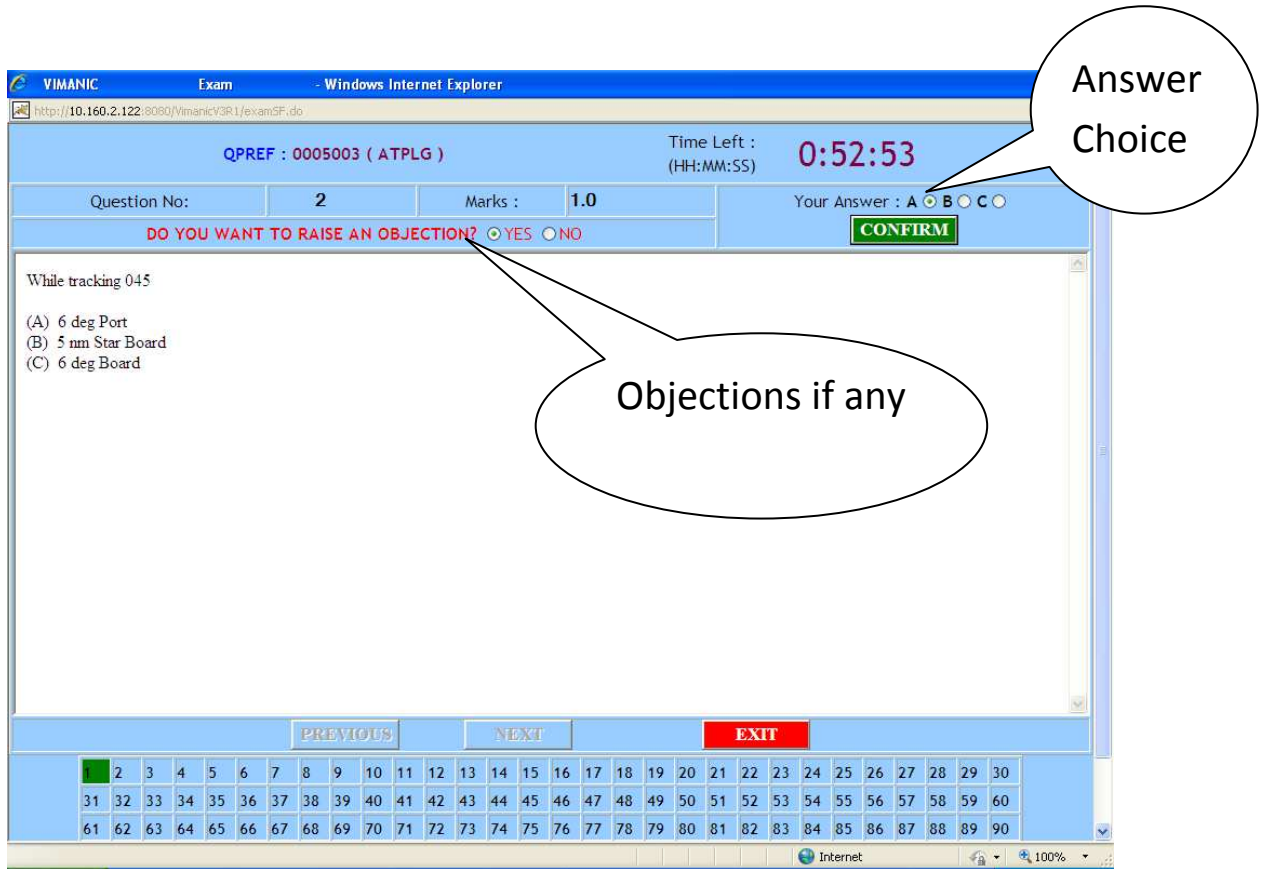 Answer
Choice
VIMANIC Exam - Windows Internet Explorer
http://10.160.2.122:8080/VimanicV3R1/examSF.do
QPREF : 0005003 ( ATPLG )
Time Left :
(HH:MM:SS)
0:52:53
Question No: 2 Marks : 1.0 Your Answer : A B C
DO YOU WANT TO RAISE AN OBJECTION? YES NO CONFIRM
While tracking 045
(A) 6 deg Port
(B) 5 nm Star Board
(C) 6 deg Board
Objections if any
PREVIOUS NEXT EXIT
1 2 3 4 5 6 7 8 9 10 11 12 13 14 15 16 17 18 19 20 21 22 23 24 25 26 27 28 29 30
31 32 33 34 35 36 37 38 39 40 41 42 43 44 45 46 47 48 49 50 51 52 53 54 55 56 57 58 59 60
61 62 63 64 65 66 67 68 69 70 71 72 73 74 75 76 77 78 79 80 81 82 83 84 85 86 87 88 89 90
Internet 100%